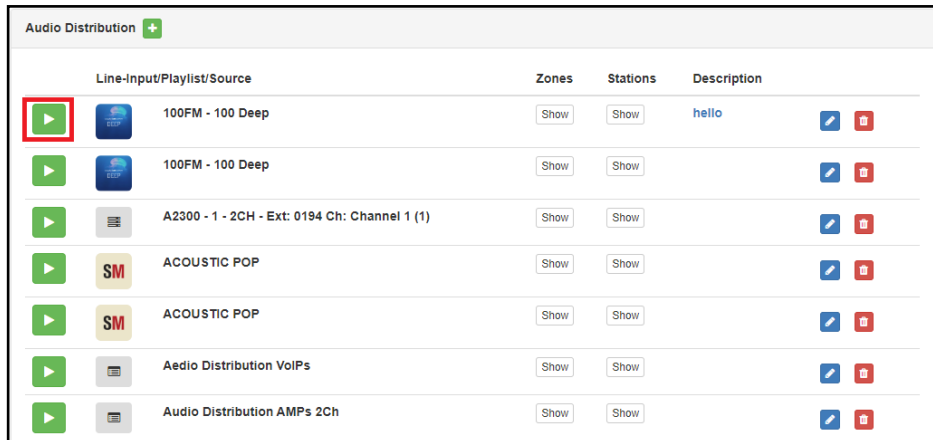 Audio Distribution +
Line-Input/Playlist/Source Zones Stations Description
DEEP 100FM - 100 Deep Show Show hello
DEEP 100FM - 100 Deep Show Show
A2300 - 1 - 2CH - Ext: 0194 Ch: Channel 1 (1) Show Show
SM ACOUSTIC POP Show Show
SM ACOUSTIC POP Show Show
Aedio Distribution VoIPs Show Show
Audio Distribution AMPs 2Ch Show Show